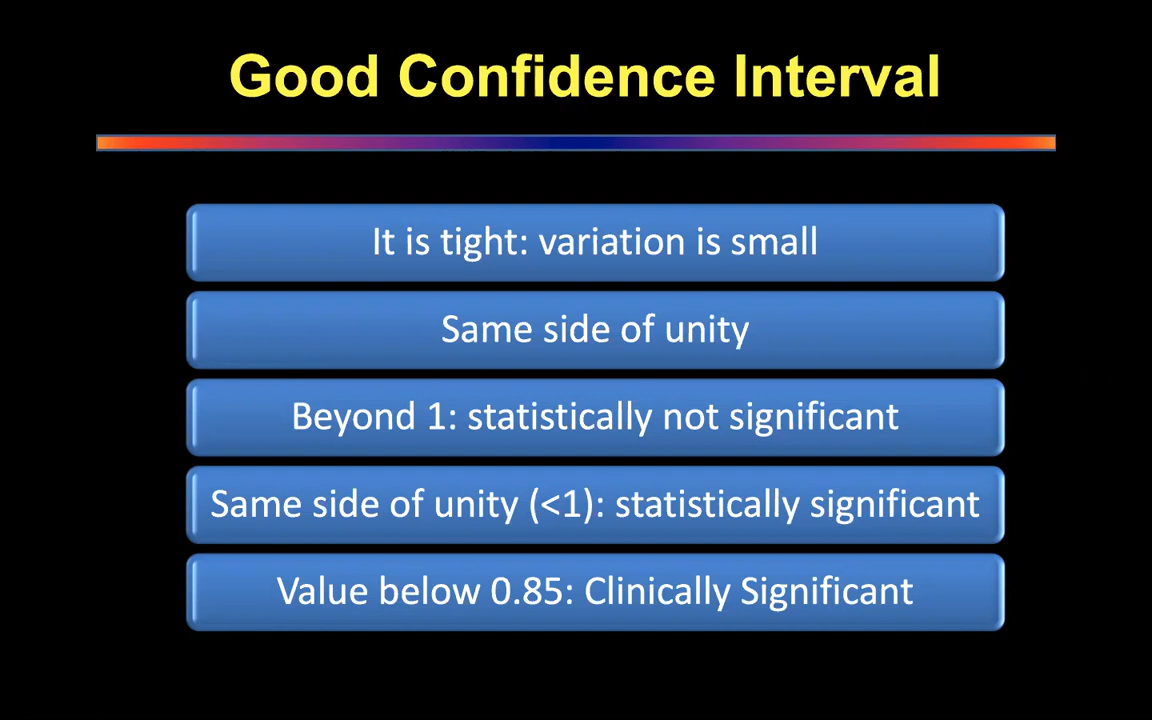 Good Confidence Interval
It is tight: variation is small
Same side of unity
Beyond 1: statistically not significant
Same side of unity (<1): statistically significant
Value below 0.85: Clinically Significant